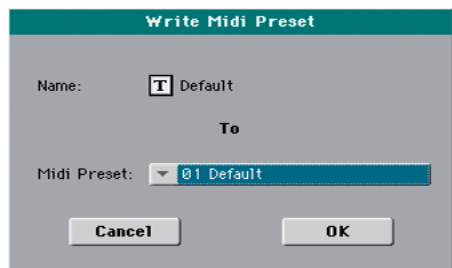 Write Midi Preset
Name: T Default
To
Midi Preset: 01 Default
Cancel OK